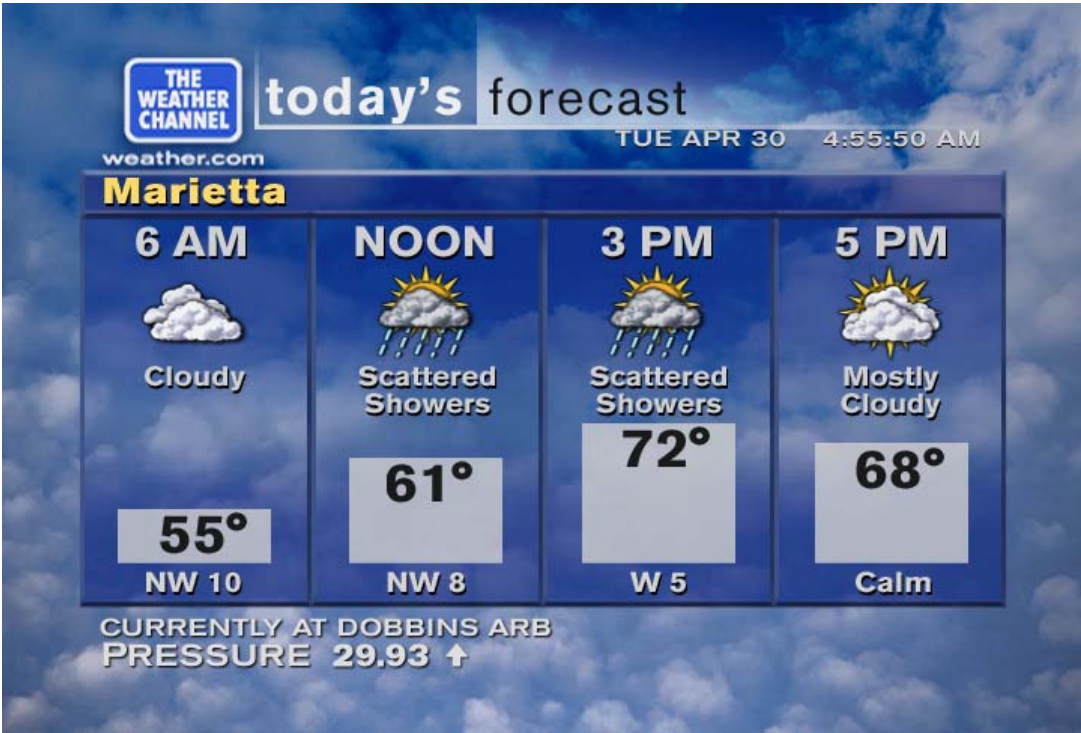 THE
WEATHER
CHANNEL
weather.com
today's forecast
TUE APR 30 4:55:50 AM
Marietta
6 AM NOON 3 PM 5 PM
Cloudy
Scattered
Showers
Scattered
Showers
Mostly
Cloudy
55° 61° 72° 68°
NW 10 NW 8 W 5 Calm
CURRENTLY AT DOBBINS ARB
PRESSURE 29.93 ↑